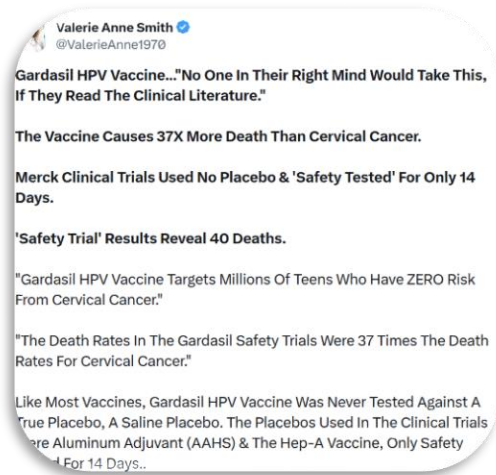 Valerie Anne Smith
@ValerieAnne1970
Gardasil HPV Vaccine..."No One In Their Right Mind Would Take This,
If They Read The Clinical Literature."
The Vaccine Causes 37X More Death Than Cervical Cancer.
Merck Clinical Trials Used No Placebo & 'Safety Tested' For Only 14
Days.
'Safety Trial' Results Reveal 40 Deaths.
"Gardasil HPV Vaccine Targets Millions Of Teens Who Have ZERO Risk
From Cervical Cancer."
"The Death Rates In The Gardasil Safety Trials Were 37 Times The Death
Rates For Cervical Cancer."
Like Most Vaccines, Gardasil HPV Vaccine Was Never Tested Against A
True Placebo, A Saline Placebo. The Placebos Used In The Clinical Trials
Were Aluminum Adjuvant (AAHS) & The Hep-A Vaccine, Only Safety
For 14 Days..